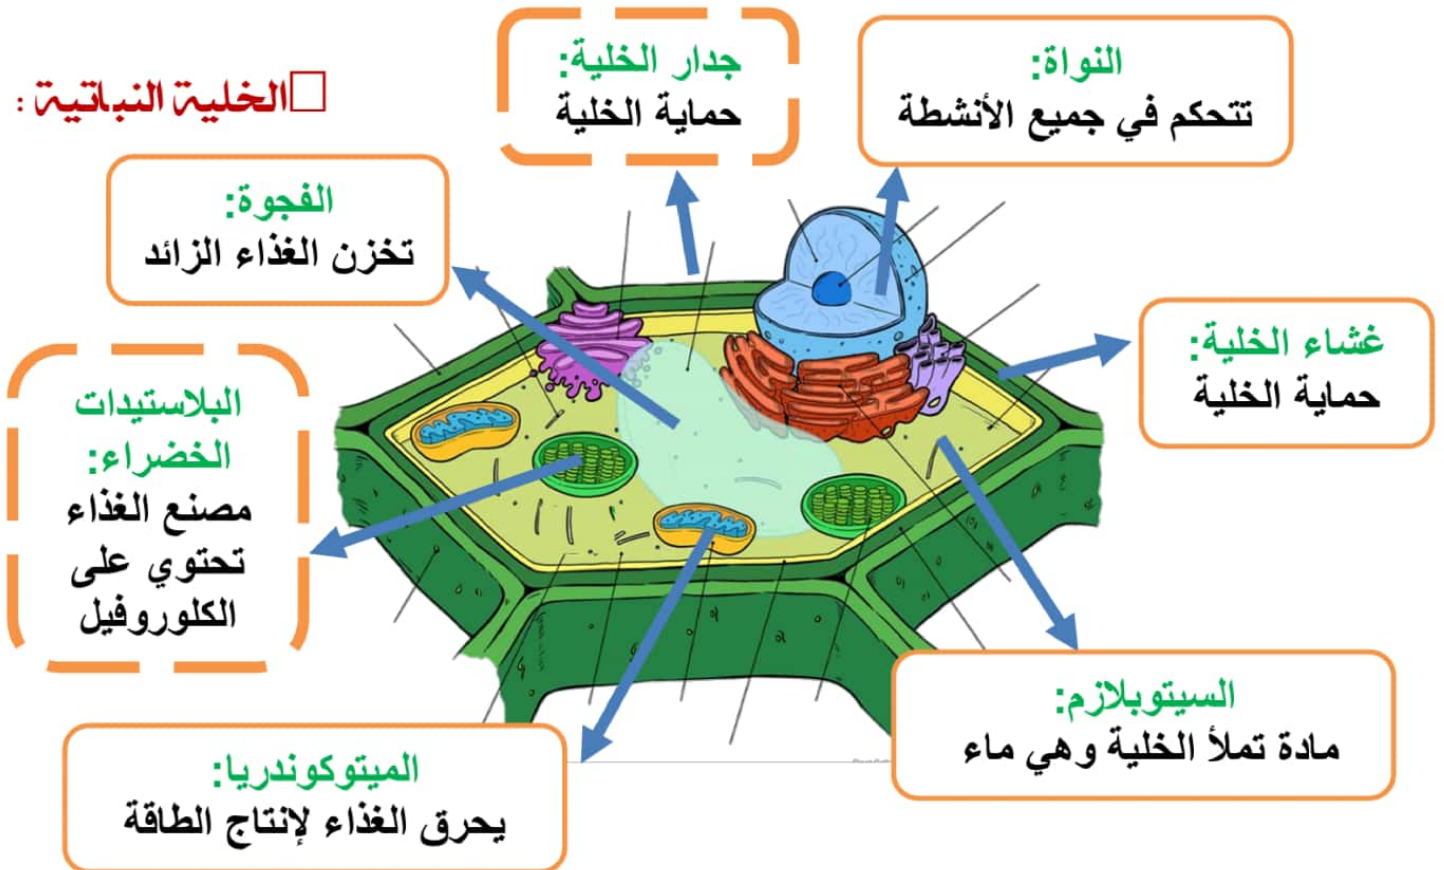 الخلية النباتية :
جدار الخلية:
حماية الخلية
النواة:
تتحكم في جميع الأنشطة
الفجوة:
تخزن الغذاء الزائد
غشاء الخلية:
حماية الخلية
البلاستيدات
الخضراء:
مصنع الغذاء
تحتوي على
الكلوروفيل
السيتوبلازم:
مادة تملأ الخلية وهي ماء
الميتوكوندريا:
يحرق الغذاء لإنتاج الطاقة